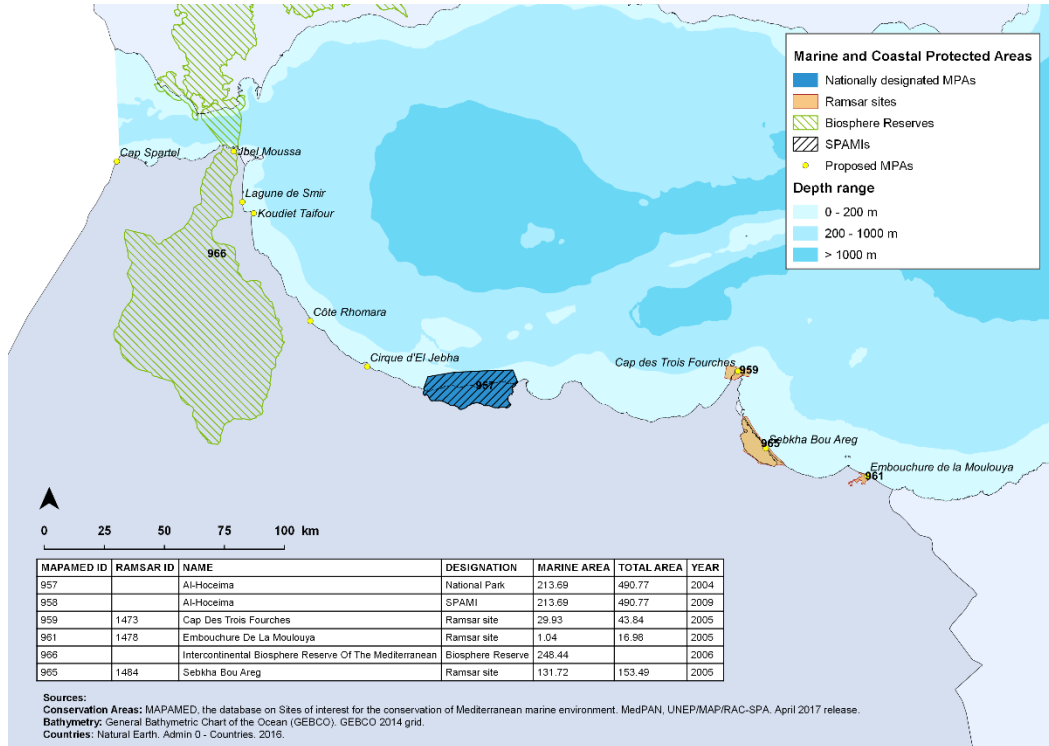 Marine and Coastal Protected Areas
Nationally designated MPAs
Ramsar sites
Biosphere Reserves
SPAMIs
Proposed MPAs
Depth range
0 - 200 m
200 - 1000 m
> 1000 m
Cap Spartel
Jbel Moussa
Lagune de Smir
Koudiet Taifour
966
Côte Rhomara
Cirque d'El Jebha
957
Cap des Trois Fourches
959
Sebkha Bou Areg
965
Embouchure de la Moulouya
961
0 25 50 75 100 km
MAPAMED ID RAMSAR ID NAME DESIGNATION MARINE AREA TOTAL AREA YEAR
957 Al-Hoceima National Park 213.69 490.77 2004
958 Al-Hoceima SPAMI 213.69 490.77 2009
959 1473 Cap Des Trois Fourches Ramsar site 29.93 43.84 2005
961 1478 Embouchure De La Moulouya Ramsar site 1.04 16.98 2005
966 Intercontinental Biosphere Reserve Of The Mediterranean Biosphere Reserve 248.44 2006
965 1484 Sebkha Bou Areg Ramsar site 131.72 153.49 2005
Sources:
Conservation Areas: MAPAMED, the database on Sites of interest for the conservation of Mediterranean marine environment. MedPAN, UNEP/MAP/RAC-SPA. April 2017 release.
Bathymetry: General Bathymetric Chart of the Ocean (GEBCO). GEBCO 2014 grid.
Countries: Natural Earth. Admin 0 - Countries. 2016.